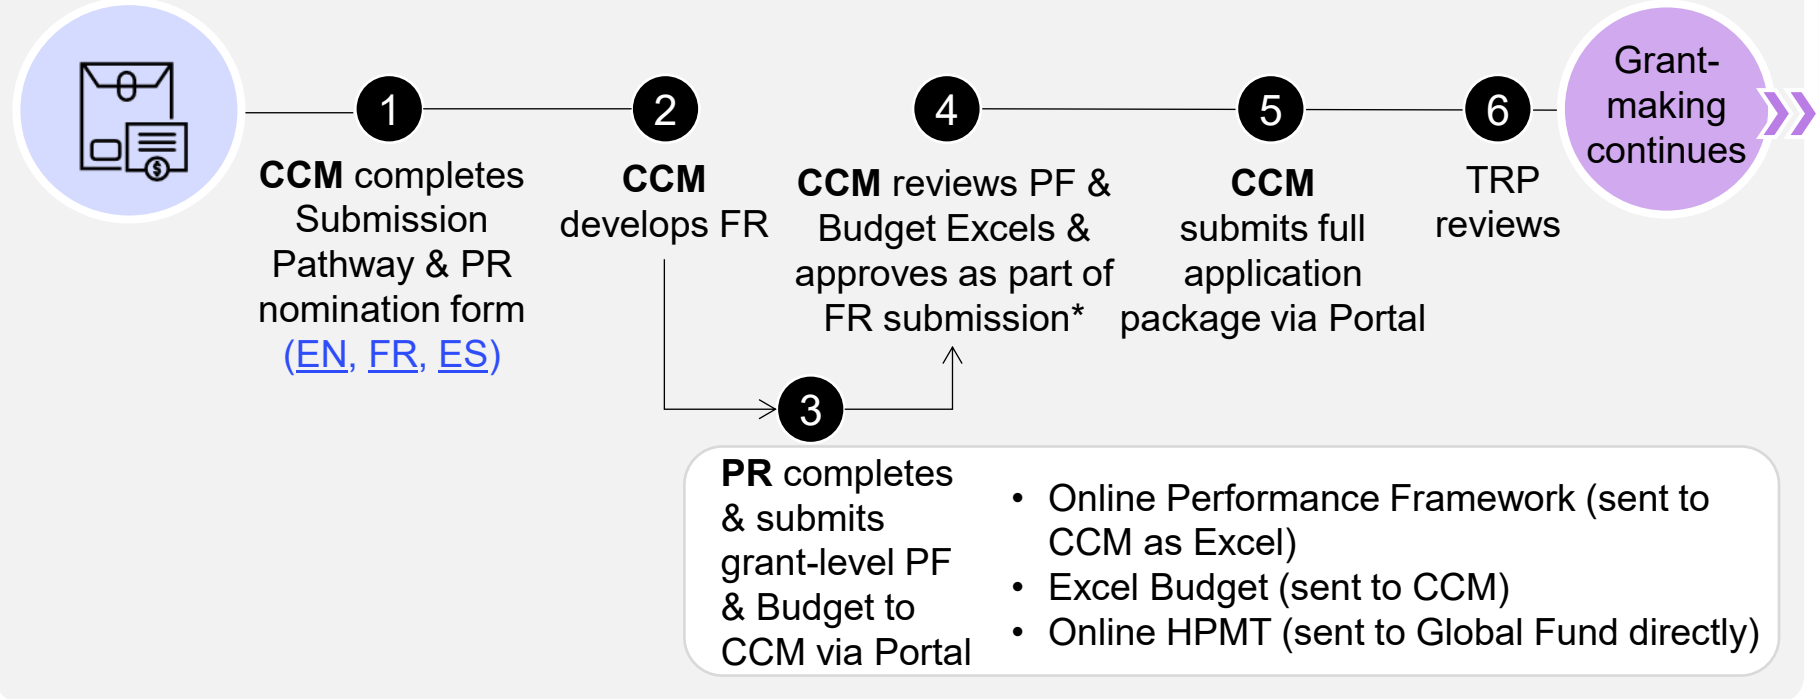 1
CCM completes
Submission
Pathway & PR
nomination form
(EN, FR, ES)
2
CCM
develops FR
3
PR completes
& submits
grant-level PF
& Budget to
CCM via Portal
• Online Performance Framework (sent to
CCM as Excel)
• Excel Budget (sent to CCM)
• Online HPMT (sent to Global Fund directly)
4
CCM reviews PF &
Budget Excels &
approves as part of
FR submission*
5
CCM
submits full
application
package via Portal
6
TRP
reviews
Grant-
making
continues
$